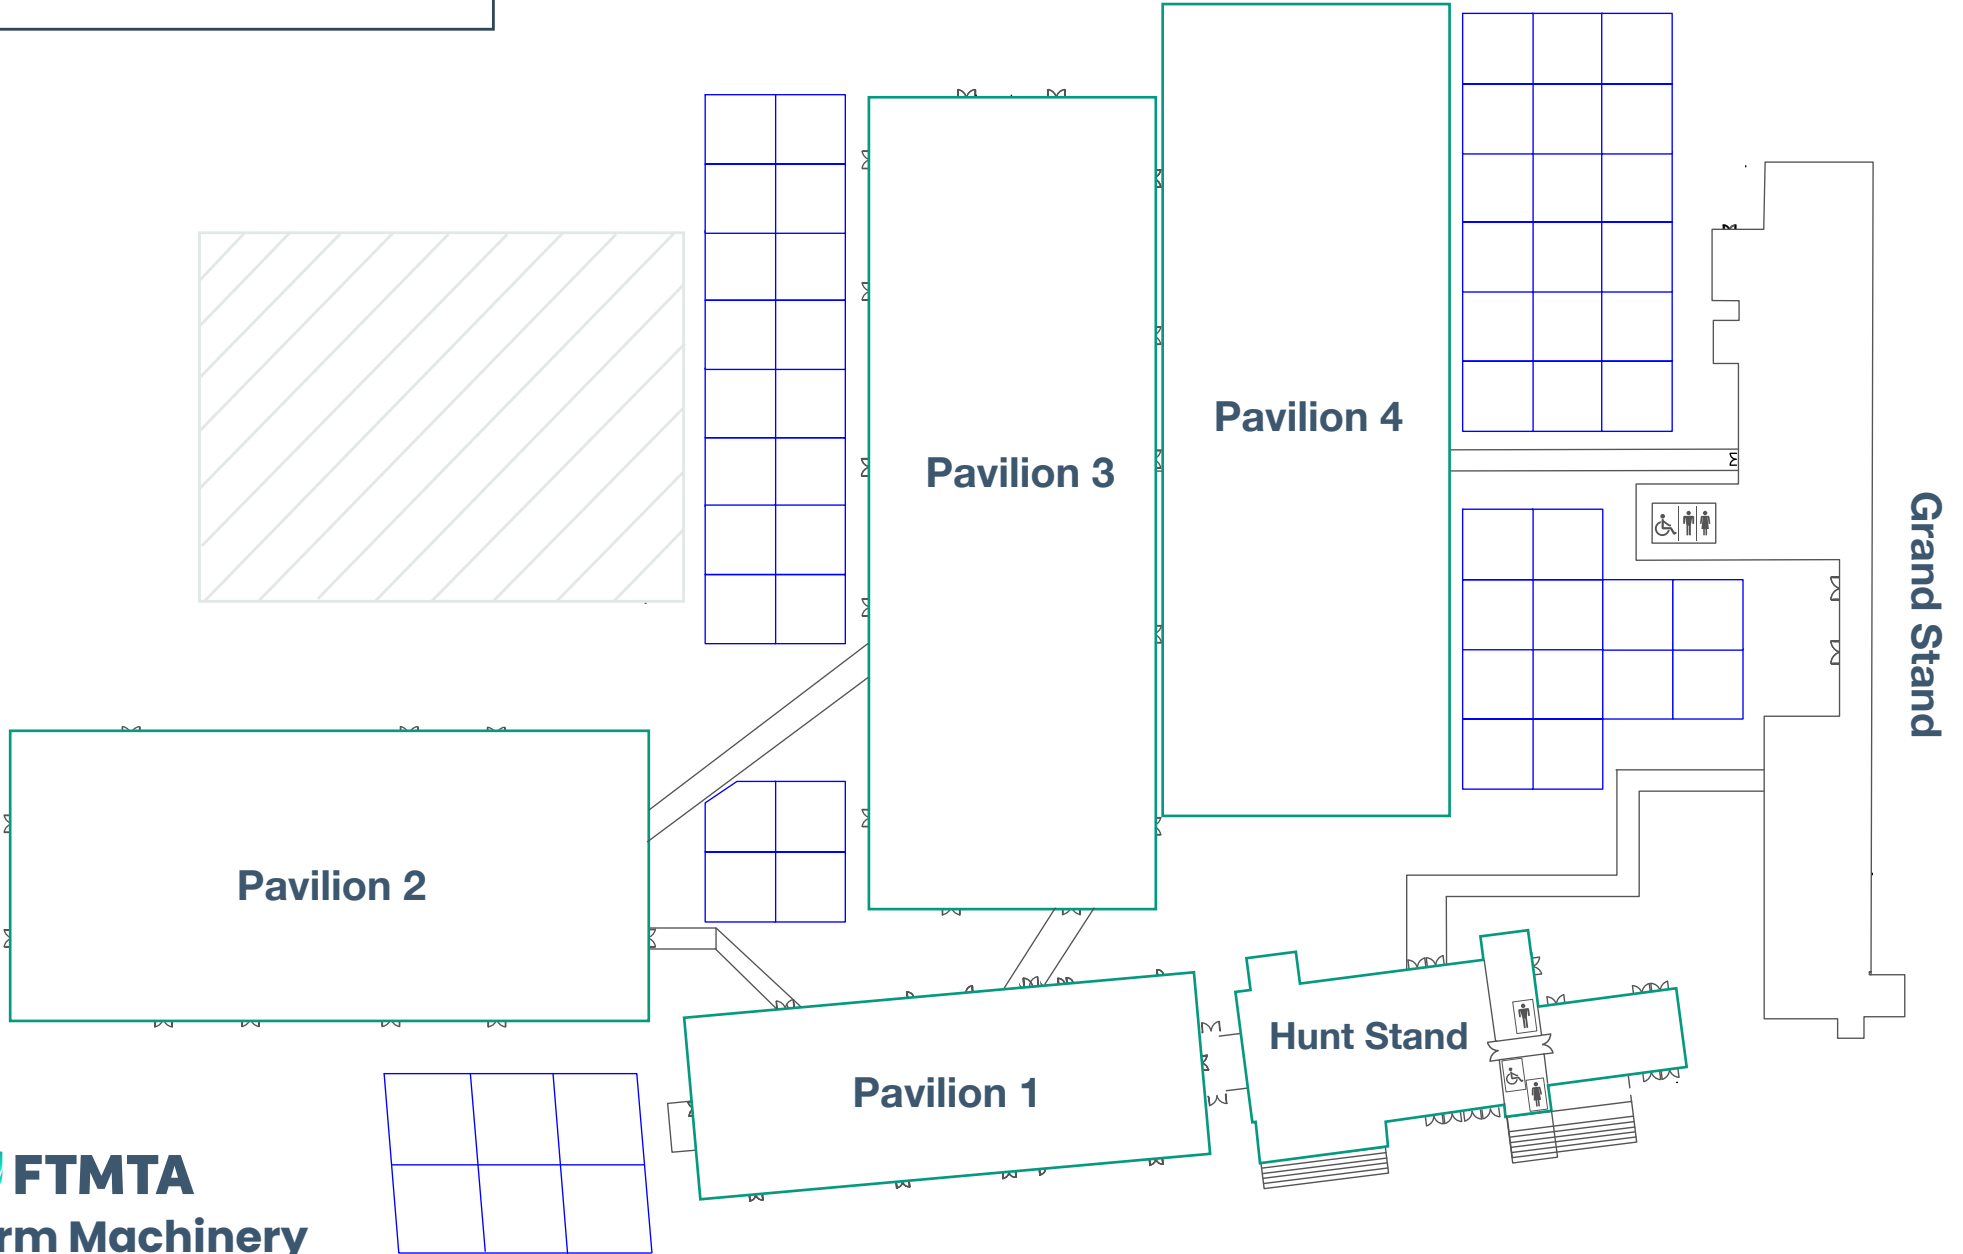 Pavilion 4
Pavilion 3
Grand Stand
Pavilion 2
Hunt Stand
Pavilion 1
FTMTA
rm Machinery